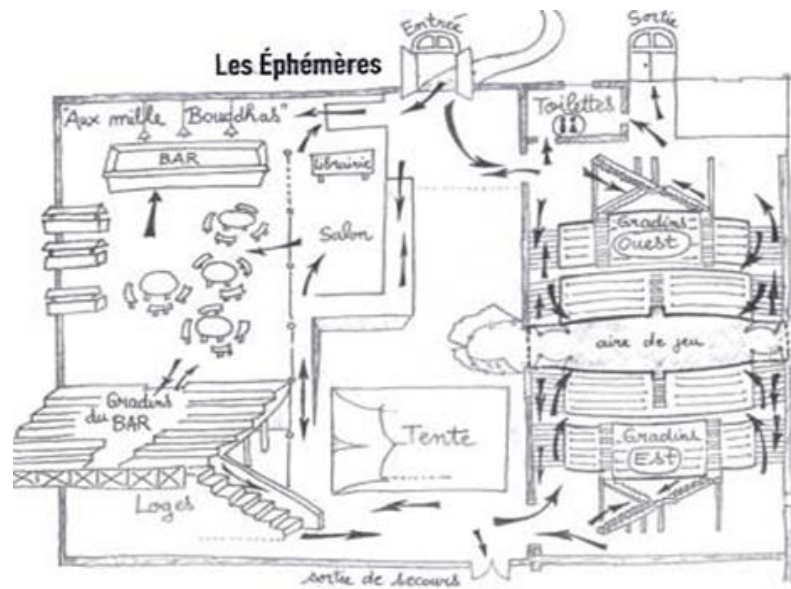 Entrée
Sortie
Les Éphémères
"Aux mille Bouddhas"
Toilettes
BAR
Librairie
Salon
Gradins
Ouest
aire de jeu
Gradins
du BAR
Tente
Gradins
Est
Loges
sortie de secours